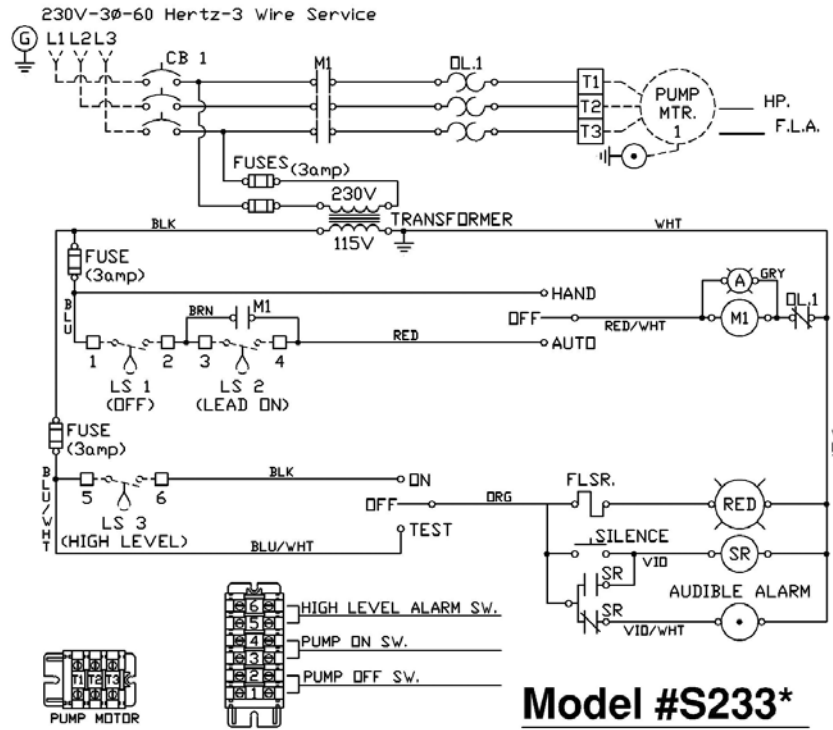 230V-3Ø-60 Hertz-3 Wire Service
G L1 L2 L3
CB 1
M1
OL.1
T1
T2
T3
PUMP
MTR.
1
HP.
F.L.A.
FUSES (3amp)
230V
TRANSFORMER
115V
BLK
WHT
FUSE
(3amp)
BLU
HAND
OFF
AUTO
RED/WHT
A
GRY
M1
OL.1
BRN
M1
RED
1
2
3
4
LS 1
(OFF)
LS 2
(LEAD ON)
FUSE
(3amp)
BLU/WHT
5
6
LS 3
(HIGH LEVEL)
BLK
ON
OFF
TEST
BLU/WHT
ORG
FLSR.
RED
SILENCE
VIO
SR
SR
SR
VIO/WHT
AUDIBLE ALARM
6
5
4
3
2
1
HIGH LEVEL ALARM SW.
PUMP ON SW.
PUMP OFF SW.
T1 T2 T3
PUMP MOTOR
Model #S233*